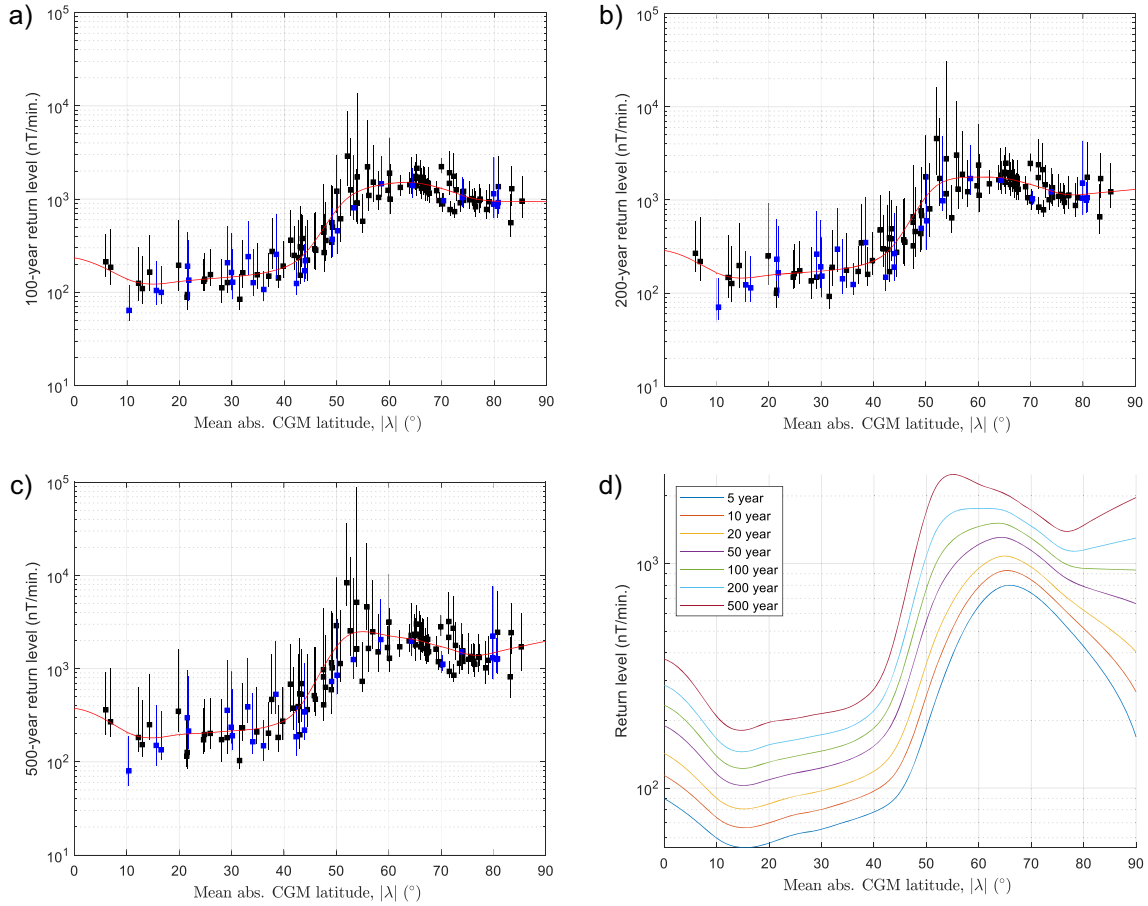 a)
100-year return level (nT/min.)
10^5
10^4
10^3
10^2
10^1
0 10 20 30 40 50 60 70 80 90
Mean abs. CGM latitude, |λ| (°)
b)
200-year return level (nT/min.)
10^5
10^4
10^3
10^2
10^1
0 10 20 30 40 50 60 70 80 90
Mean abs. CGM latitude, |λ| (°)
c)
500-year return level (nT/min.)
10^5
10^4
10^3
10^2
10^1
0 10 20 30 40 50 60 70 80 90
Mean abs. CGM latitude, |λ| (°)
d)
Return level (nT/min.)
10^3
10^2
5 year
10 year
20 year
50 year
100 year
200 year
500 year
0 10 20 30 40 50 60 70 80 90
Mean abs. CGM latitude, |λ| (°)